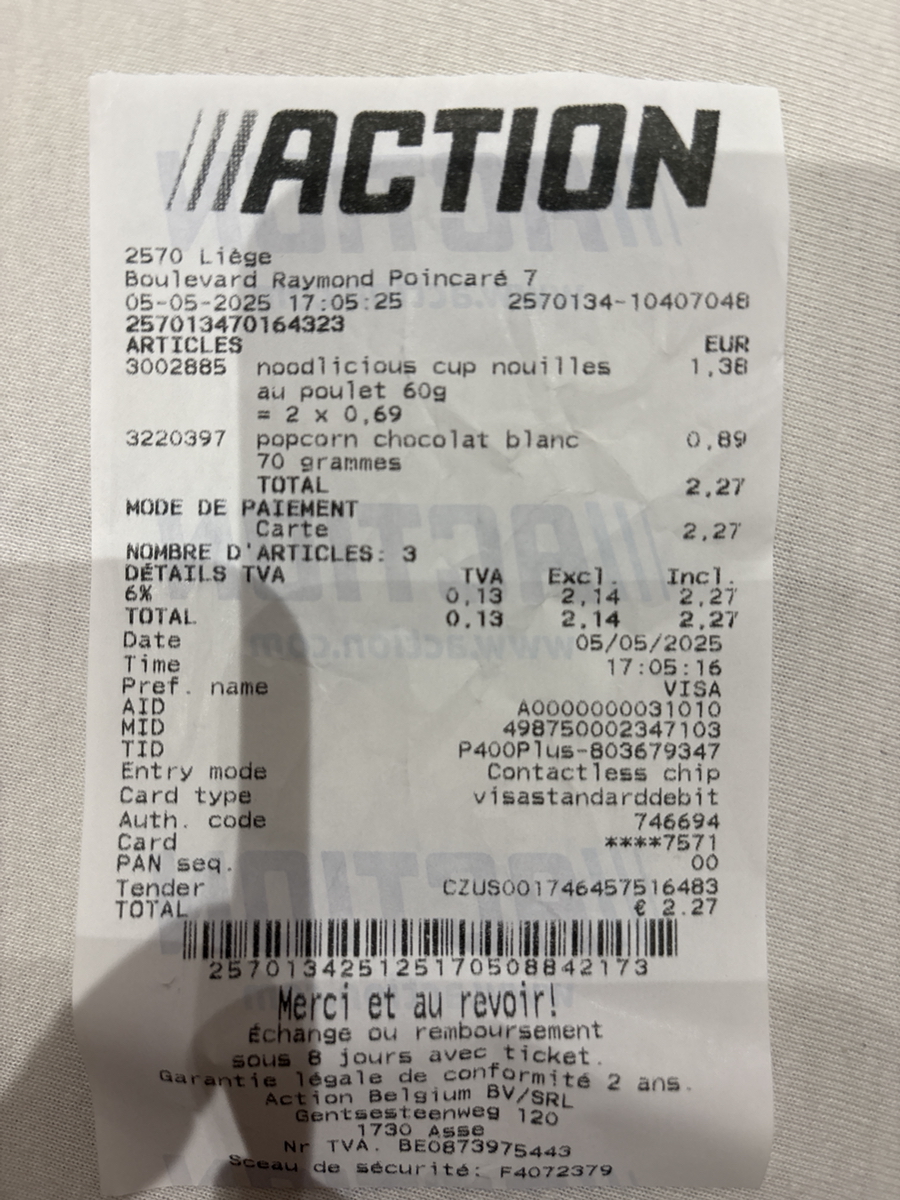 ACTION
2570 Liège
Boulevard Raymond Poincaré 7
05-05-2025 17:05:25 2570134-10407048
257013470164323
ARTICLES EUR
3002885 noodlicious cup nouilles 1,38
au poulet 60g
= 2 x 0,69
3220397 popcorn chocolat blanc 0,89
70 grammes
TOTAL 2,27
MODE DE PAIEMENT
Carte 2,27
NOMBRE D'ARTICLES: 3
DÉTAILS TVA TVA Excl. Incl.
6% 0,13 2,14 2,27
TOTAL 0,13 2,14 2,27
Date 05/05/2025
Time 17:05:16
Pref. name VISA
AID A0000000031010
MID 498750002347103
TID P400Plus-803679347
Entry mode Contactless chip
Card type visastandarddebit
Auth. code 746694
Card ****7571
PAN seq. 00
Tender CZUS001746457516483
TOTAL € 2.27
257013425125170508842173
Merci et au revoir!
Échange ou remboursement
sous 8 jours avec ticket.
Garantie légale de conformité 2 ans.
Action Belgium BV/SRL
Gentsesteenweg 120
1730 Asse
Nr TVA. BE0873975443
Sceau de sécurité: F4072379